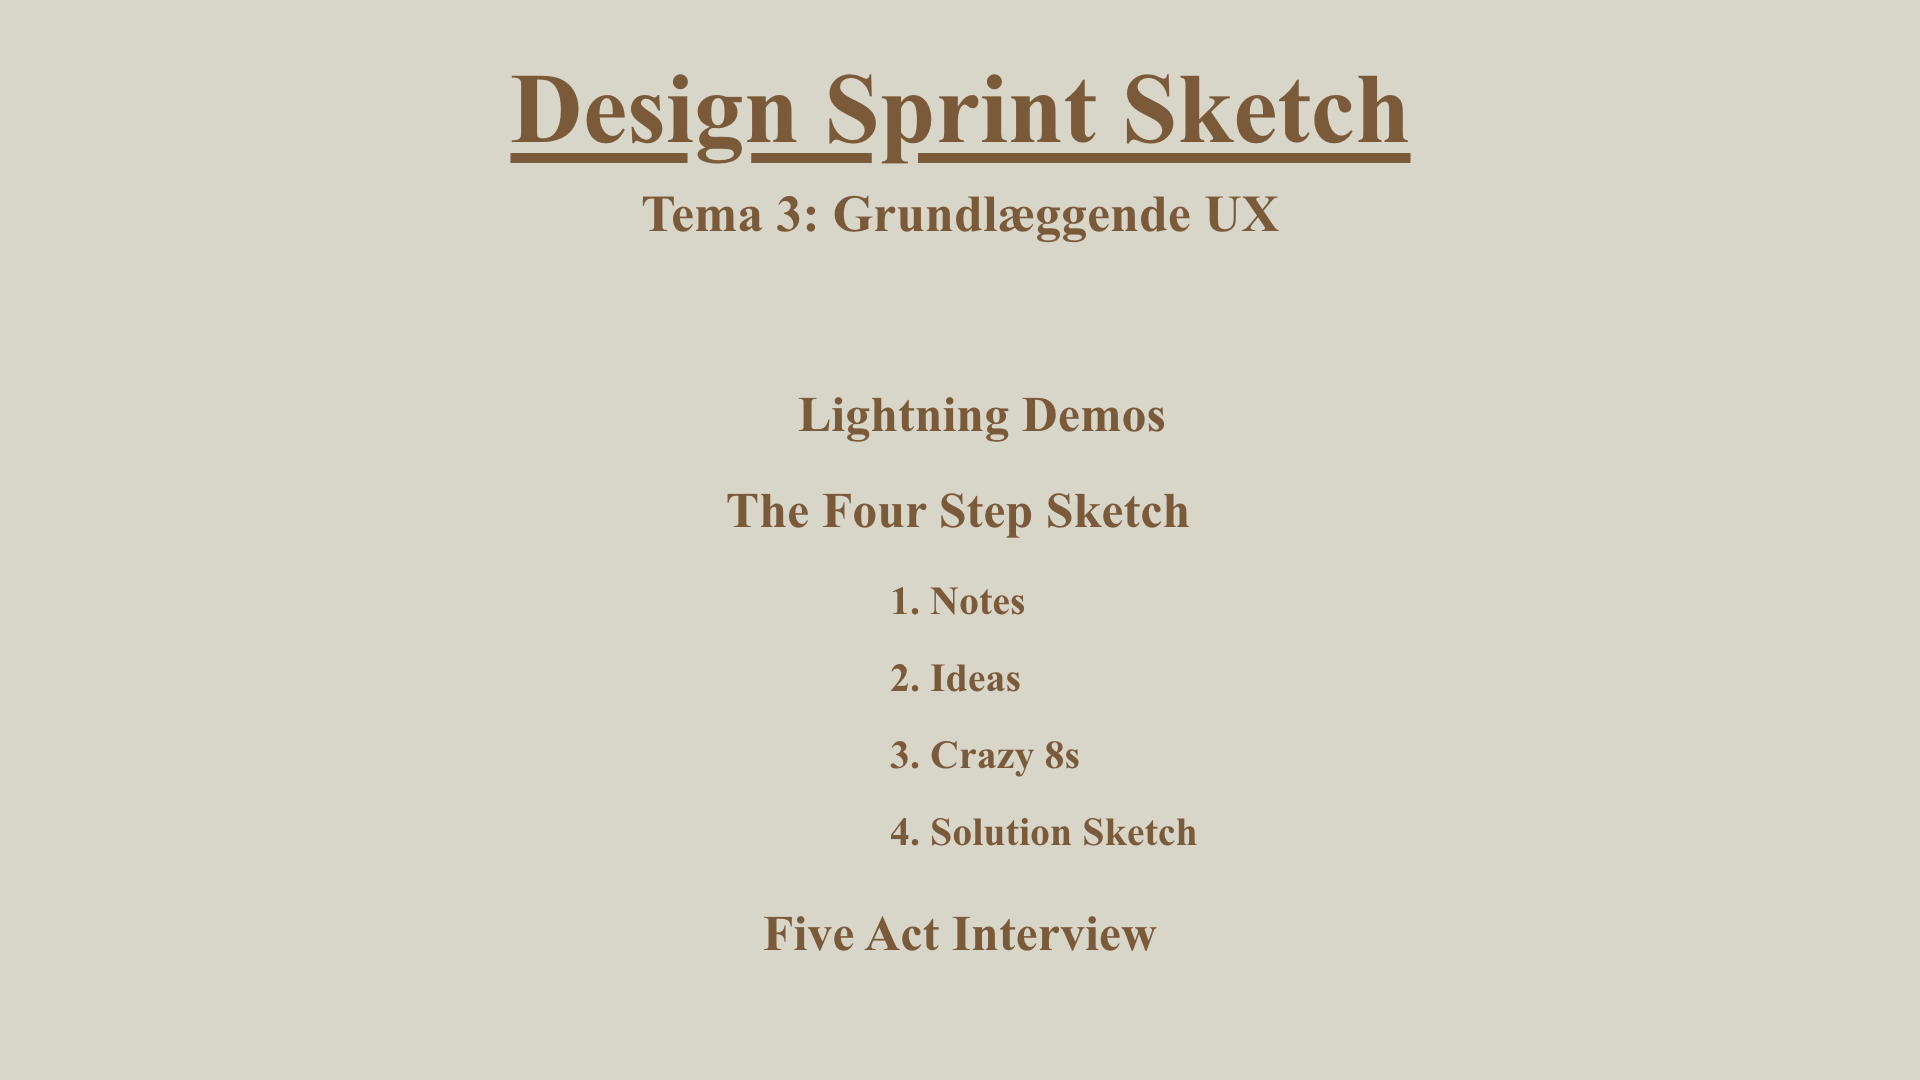 Design Sprint Sketch
Tema 3: Grundlæggende UX
Lightning Demos
The Four Step Sketch
1. Notes
2. Ideas
3. Crazy 8s
4. Solution Sketch
Five Act Interview